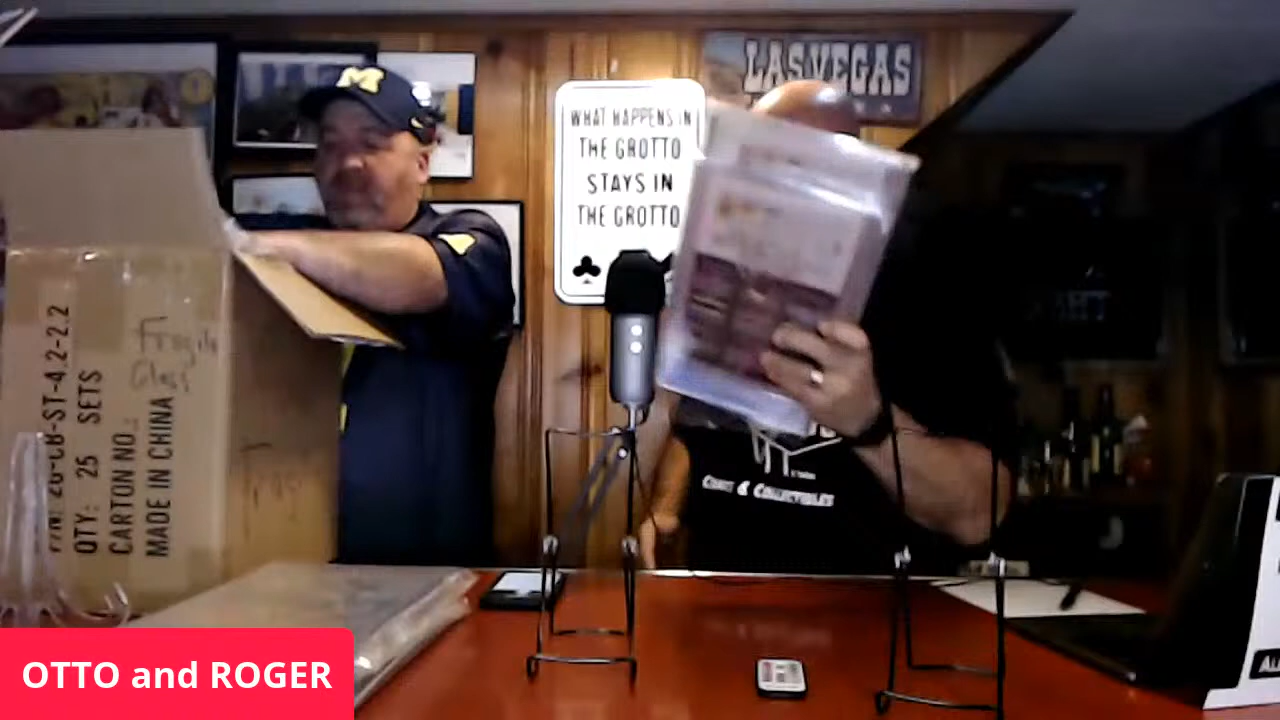 M
LAS VEGAS
WHAT HAPPENS IN
THE GROTTO
STAYS IN
THE GROTTO
QTY: 25 SETS
CARTON NO.:
MADE IN CHINA
Fragile
Glass
COINS & COLLECTIBLES
OTTO and ROGER